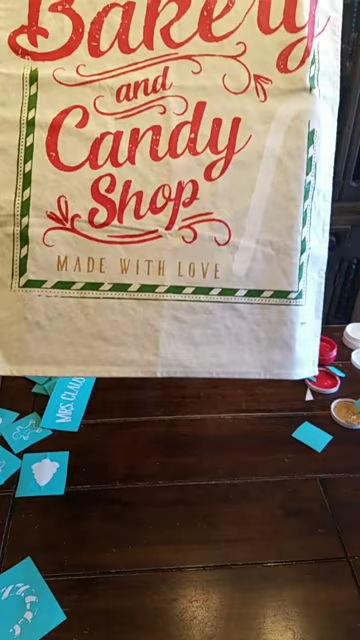 Bakery
and
Candy
Shop
MADE WITH LOVE
MRS. CLAUS